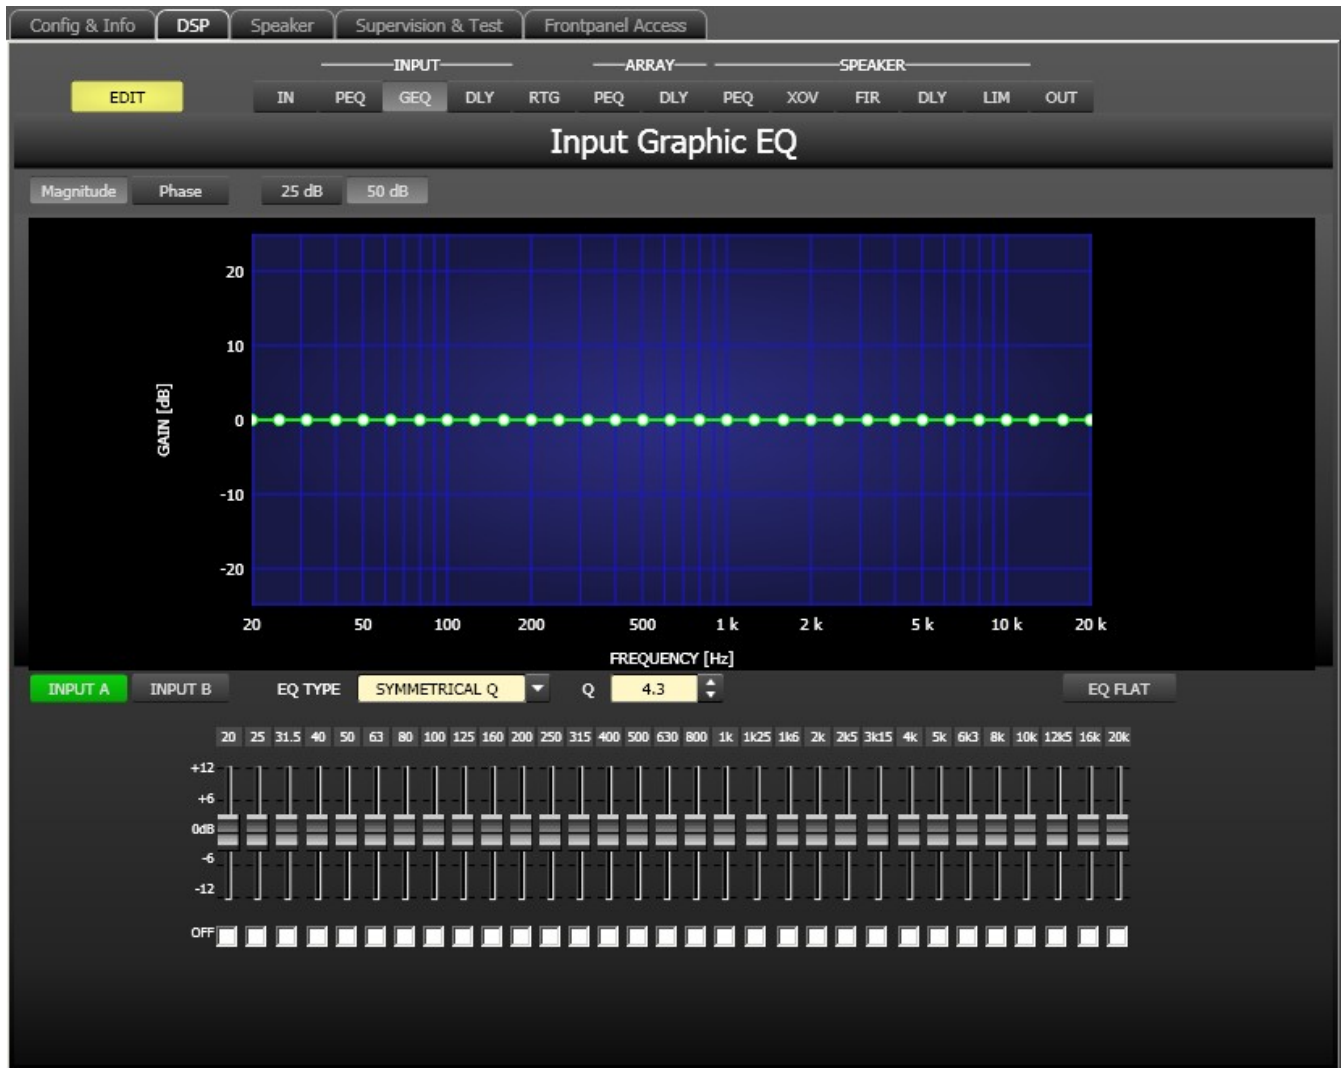 Config & Info DSP Speaker Supervision & Test Frontpanel Access
INPUT ARRAY SPEAKER
EDIT IN PEQ GEQ DLY RTG PEQ DLY PEQ XOV FIR DLY LIM OUT
Input Graphic EQ
Magnitude Phase 25 dB 50 dB
20
10
GAIN [dB]
0
-10
-20
20 50 100 200 500 1 k 2 k 5 k 10 k 20 k
FREQUENCY [Hz]
INPUT A INPUT B EQ TYPE SYMMETRICAL Q Q 4.3 EQ FLAT
20 25 31.5 40 50 63 80 100 125 160 200 250 315 400 500 630 800 1k 1k25 1k6 2k 2k5 3k15 4k 5k 6k3 8k 10k 12k5 16k 20k
+12
+6
0dB
-6
-12
OFF